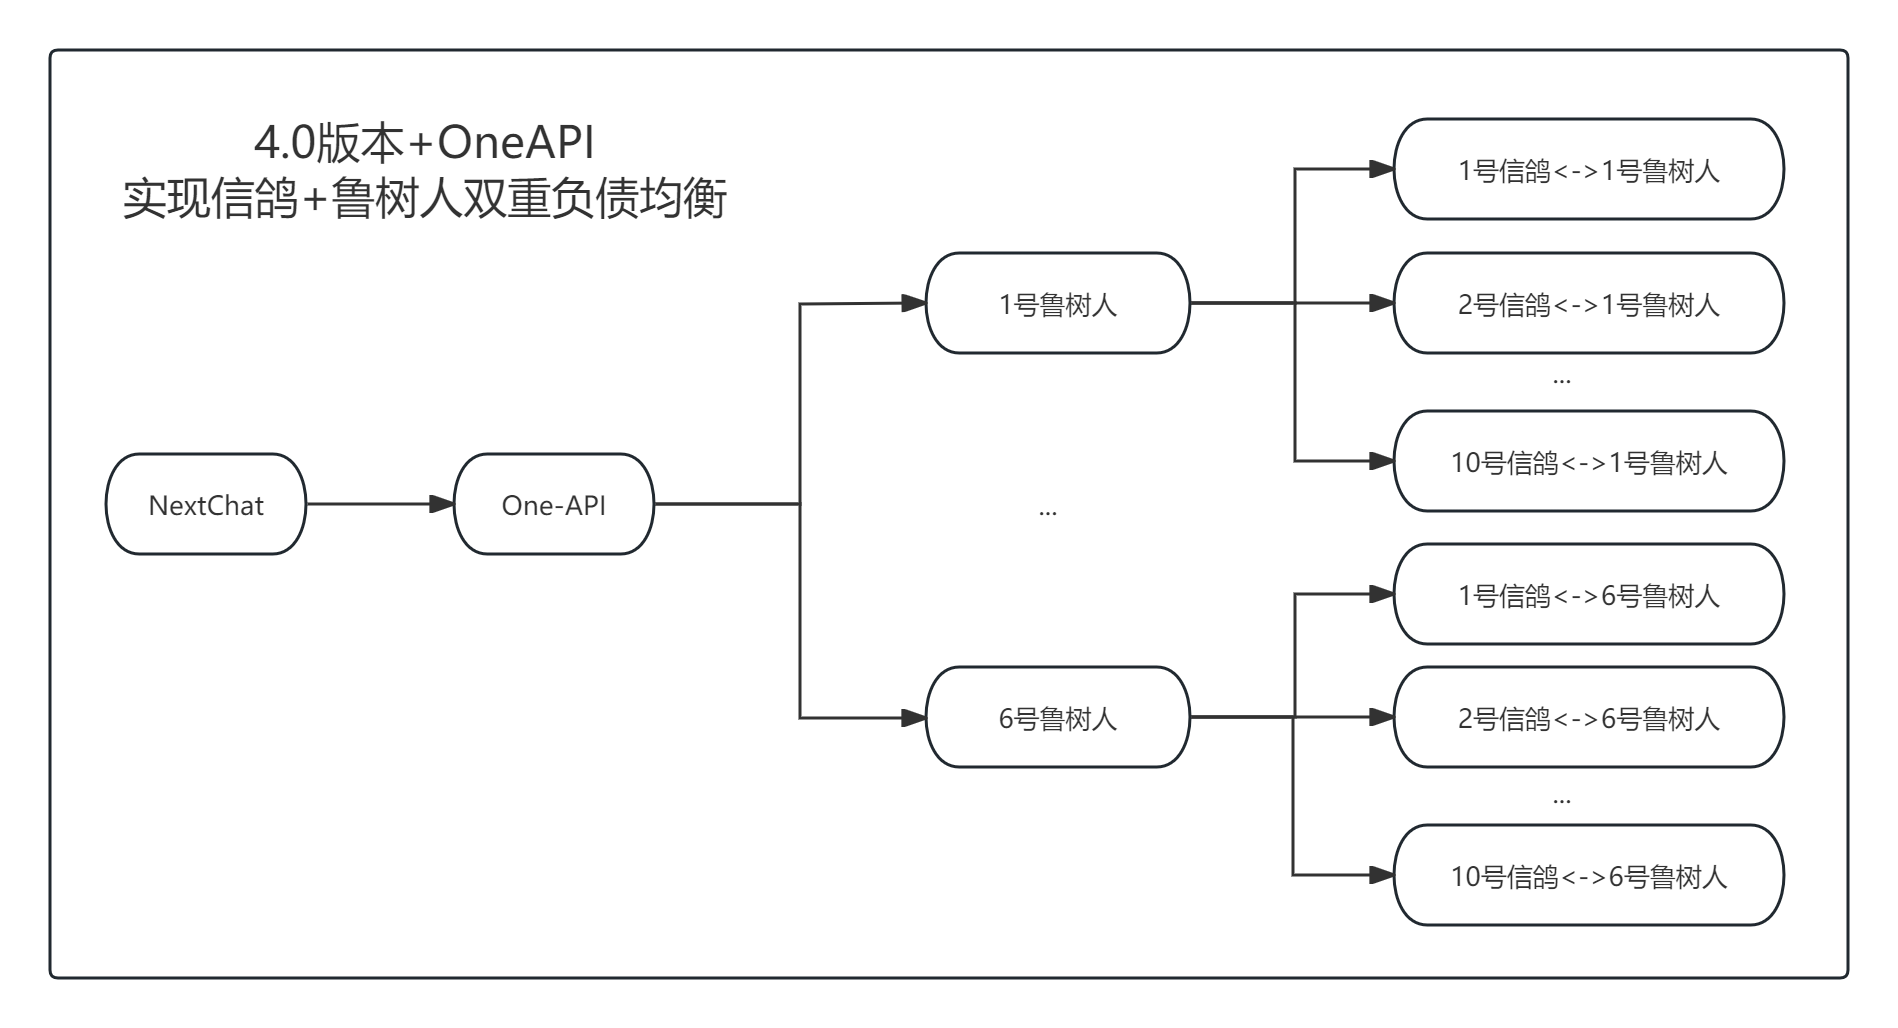 4.0版本+OneAPI
实现信鸽+鲁树人双重负债均衡
NextChat
One-API
1号鲁树人
...
6号鲁树人
1号信鸽<->1号鲁树人
2号信鸽<->1号鲁树人
...
10号信鸽<->1号鲁树人
1号信鸽<->6号鲁树人
2号信鸽<->6号鲁树人
...
10号信鸽<->6号鲁树人